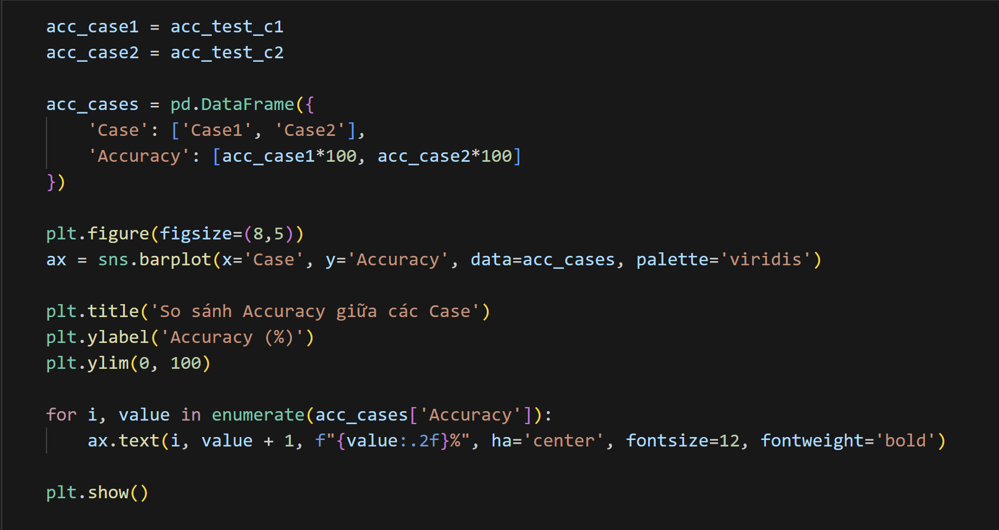 acc_case1 = acc_test_c1
acc_case2 = acc_test_c2
acc_cases = pd.DataFrame({
    'Case': ['Case1', 'Case2'],
    'Accuracy': [acc_case1*100, acc_case2*100]
})
plt.figure(figsize=(8,5))
ax = sns.barplot(x='Case', y='Accuracy', data=acc_cases, palette='viridis')
plt.title('So sánh Accuracy giữa các Case')
plt.ylabel('Accuracy (%)')
plt.ylim(0, 100)
for i, value in enumerate(acc_cases['Accuracy']):
    ax.text(i, value + 1, f"{value:.2f}%", ha='center', fontsize=12, fontweight='bold')
plt.show()